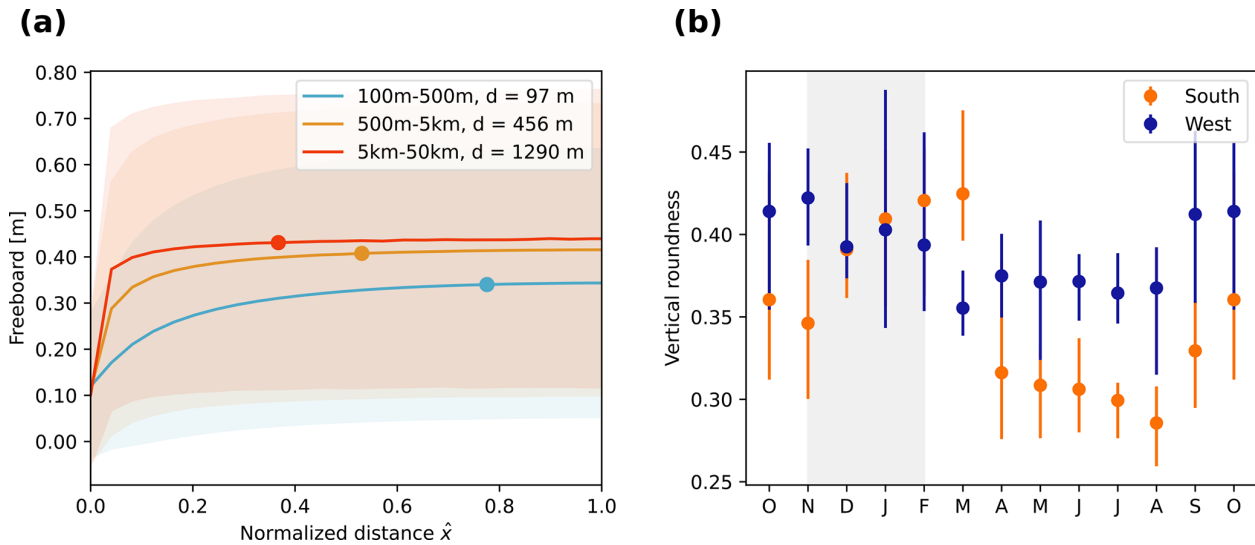 (a)
0.80
0.70
0.60
0.50
0.40
0.30
0.20
0.10
0.00
Freeboard [m]
100m-500m, d = 97 m
500m-5km, d = 456 m
5km-50km, d = 1290 m
0.0 0.2 0.4 0.6 0.8 1.0
Normalized distance x̂
(b)
0.45
0.40
0.35
0.30
0.25
Vertical roundness
South
West
O N D J F M A M J J A S O